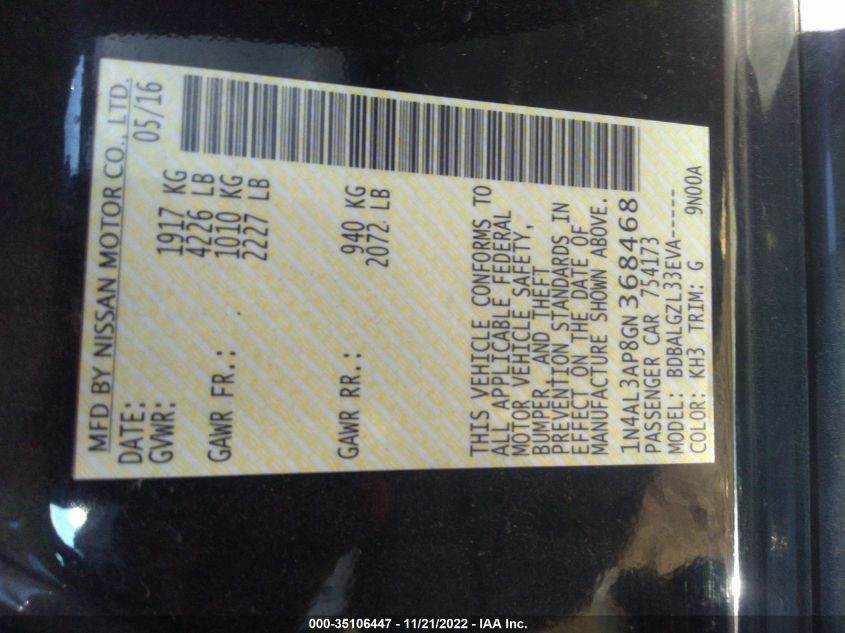 MFD BY NISSAN MOTOR CO., LTD.
DATE: 05/16
GVWR: 1917 KG
4226 LB
GAWR FR.: 1010 KG
2227 LB
GAWR RR.: 940 KG
2072 LB
THIS VEHICLE CONFORMS TO
ALL APPLICABLE FEDERAL
MOTOR VEHICLE SAFETY,
BUMPER, AND THEFT
PREVENTION STANDARDS IN
EFFECT ON THE DATE OF
MANUFACTURE SHOWN ABOVE.
1N4AL3AP8GN368468
PASSENGER CAR 754173
MODEL: BDBALGZL33EVA-----
COLOR: KH3 TRIM: G 9N00A
000-35106447 - 11/21/2022 - IAA Inc.